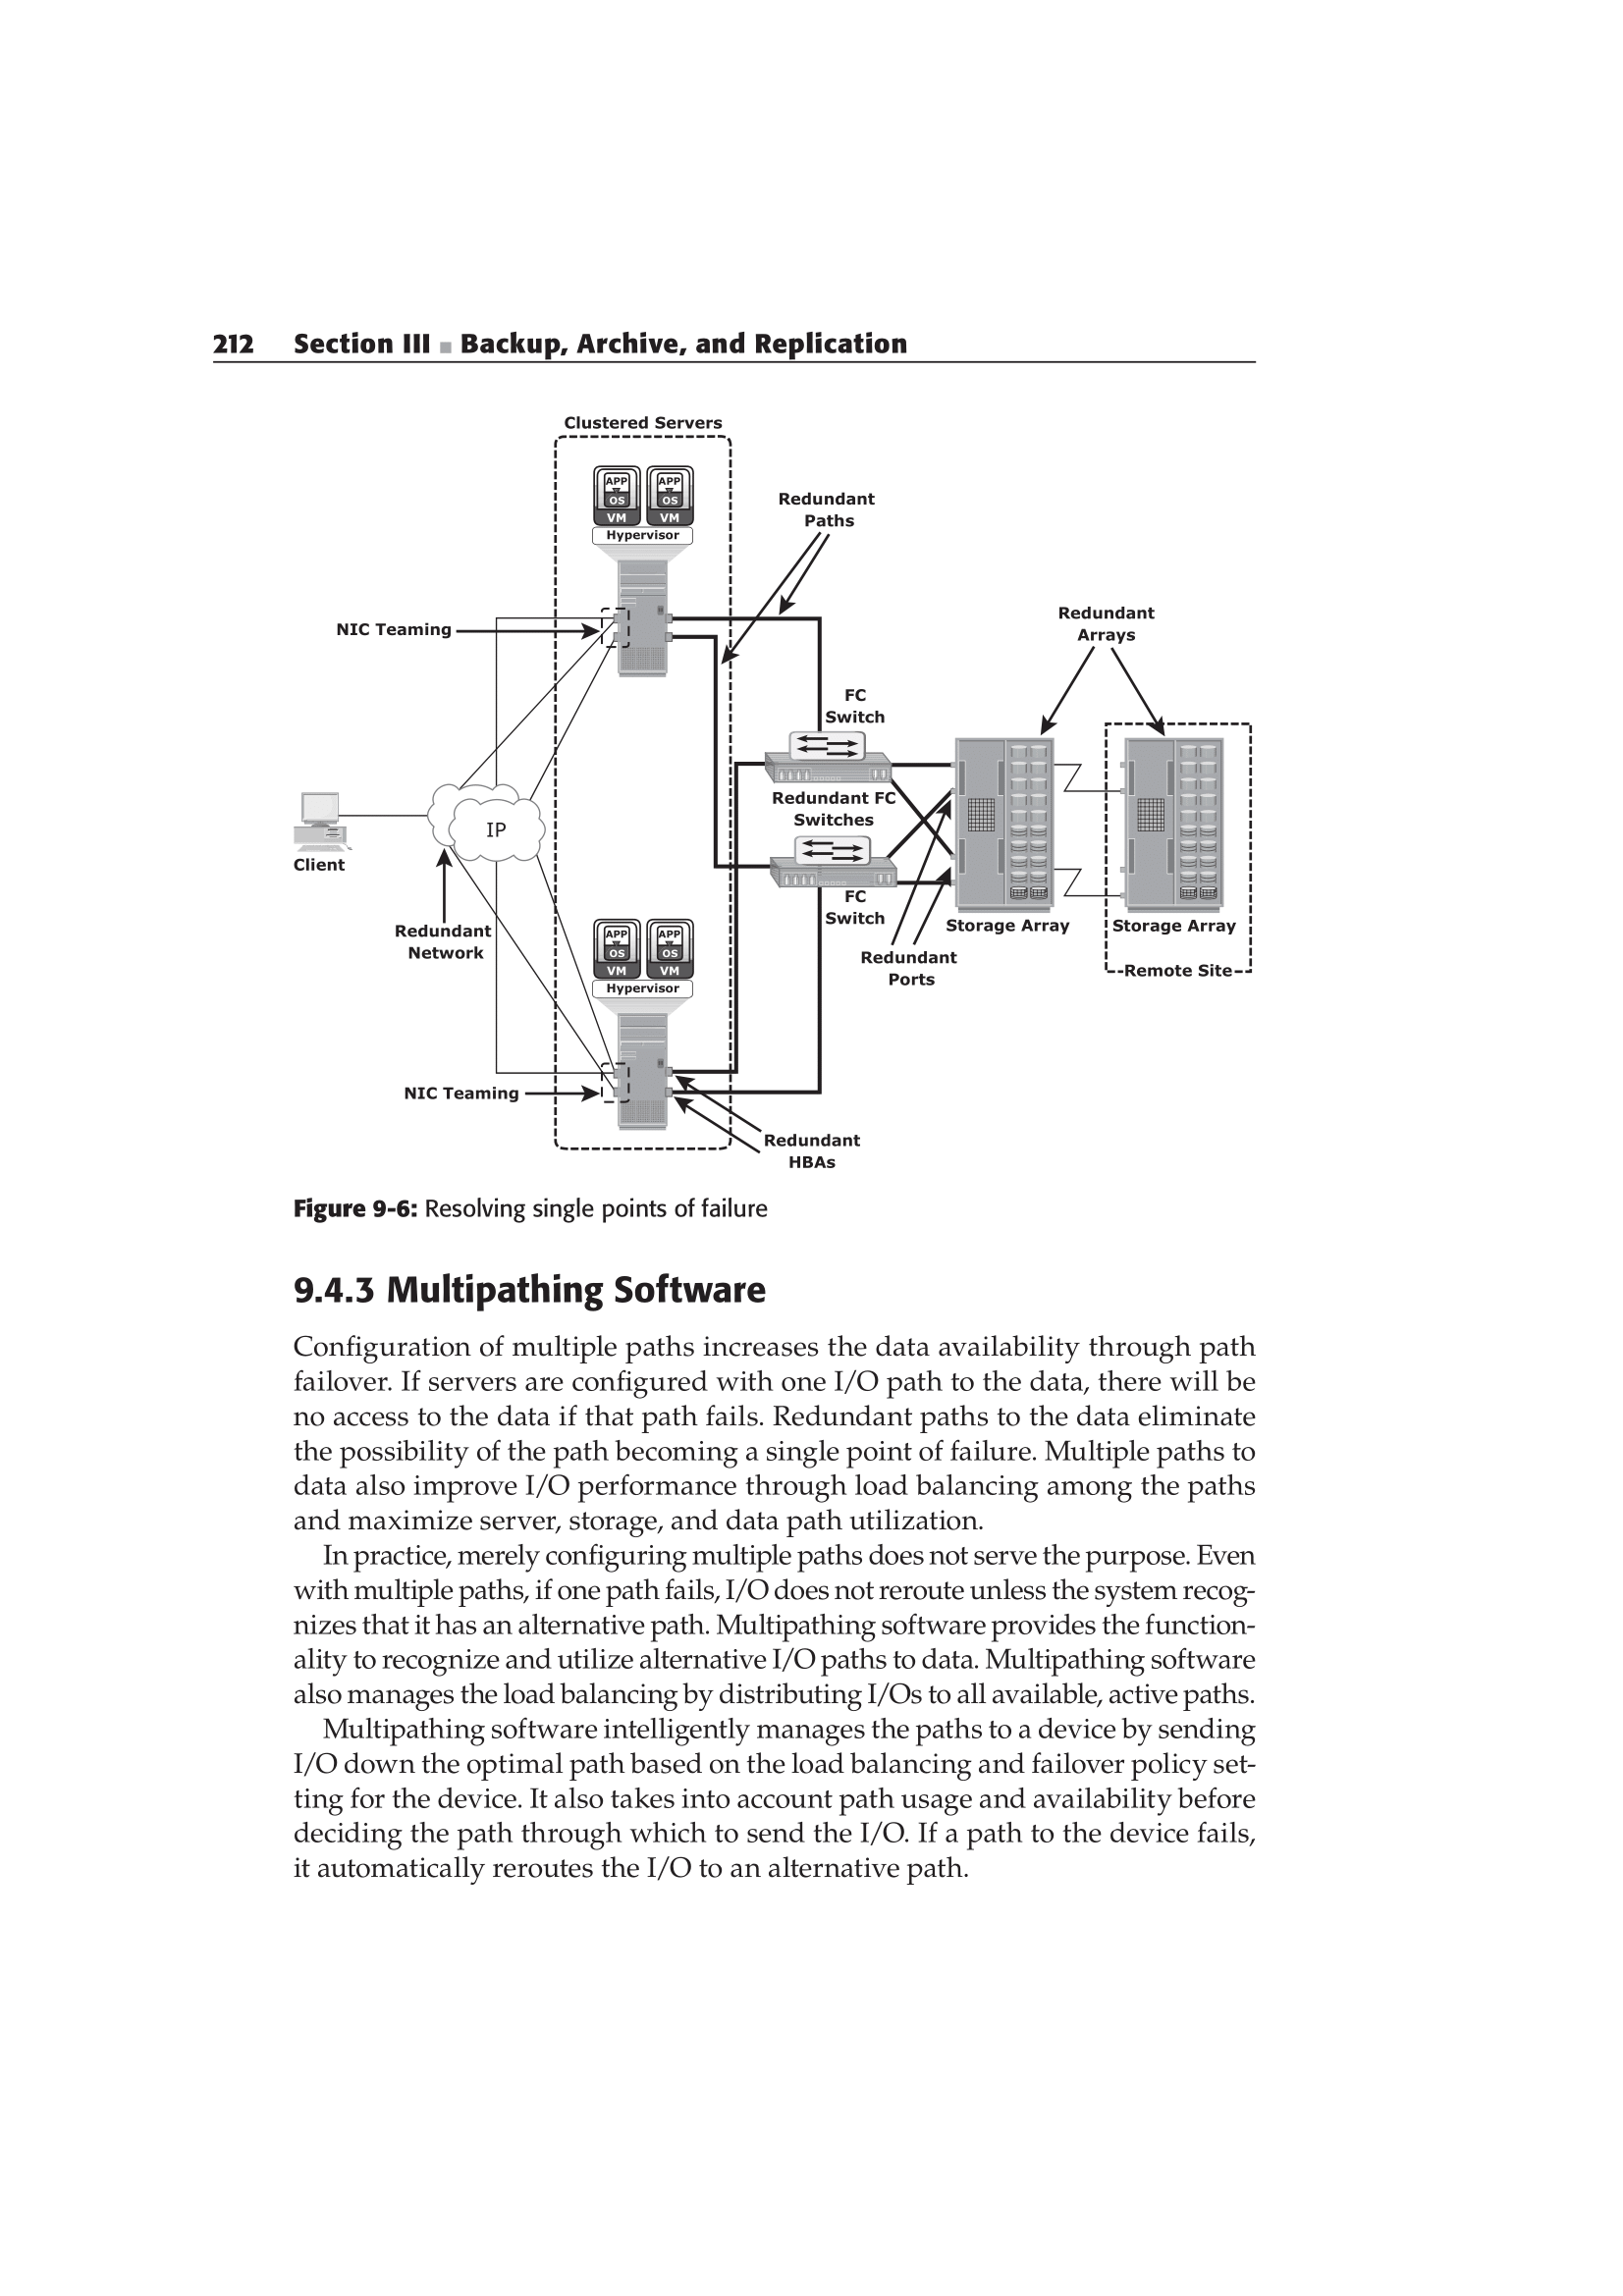 212 Section III ■ Backup, Archive, and Replication
Clustered Servers
APP APP
OS OS
VM VM
Hypervisor
Redundant
Paths
NIC Teaming
Redundant
Arrays
FC
Switch
Redundant FC
Switches
IP
Client
FC
Switch
Storage Array
Storage Array
Redundant
Network
Redundant
Ports
Remote Site
APP APP
OS OS
VM VM
Hypervisor
NIC Teaming
Redundant
HBAs
Figure 9-6: Resolving single points of failure
9.4.3 Multipathing Software
Configuration of multiple paths increases the data availability through path
failover. If servers are configured with one I/O path to the data, there will be
no access to the data if that path fails. Redundant paths to the data eliminate
the possibility of the path becoming a single point of failure. Multiple paths to
data also improve I/O performance through load balancing among the paths
and maximize server, storage, and data path utilization.
In practice, merely configuring multiple paths does not serve the purpose. Even
with multiple paths, if one path fails, I/O does not reroute unless the system recog-
nizes that it has an alternative path. Multipathing software provides the function-
ality to recognize and utilize alternative I/O paths to data. Multipathing software
also manages the load balancing by distributing I/Os to all available, active paths.
Multipathing software intelligently manages the paths to a device by sending
I/O down the optimal path based on the load balancing and failover policy set-
ting for the device. It also takes into account path usage and availability before
deciding the path through which to send the I/O. If a path to the device fails,
it automatically reroutes the I/O to an alternative path.